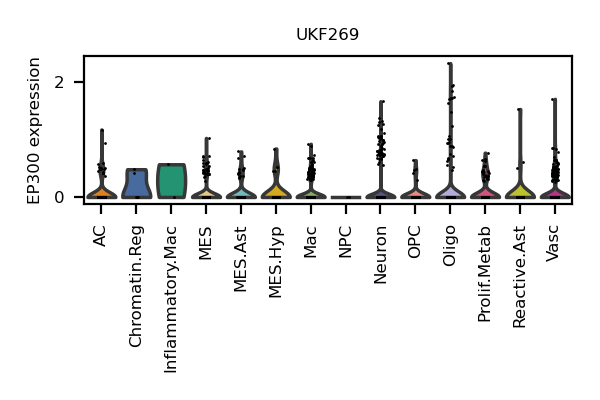 UKF269
EP300 expression
2
0
AC
Chromatin.Reg
Inflammatory.Mac
MES
MES.Ast
MES.Hyp
Mac
NPC
Neuron
OPC
Oligo
Prolif.Metab
Reactive.Ast
Vasc